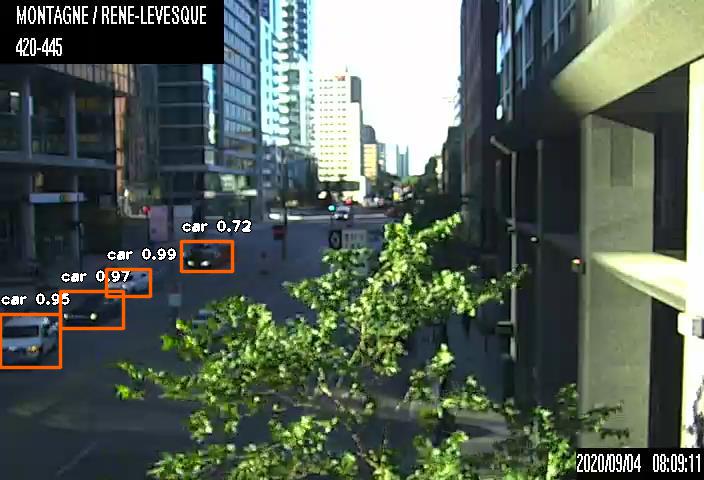 MONTAGNE / RENE-LEVESQUE
420-445
car 0.72
car 0.99
car 0.97
car 0.95
2020/09/04 08:09:11